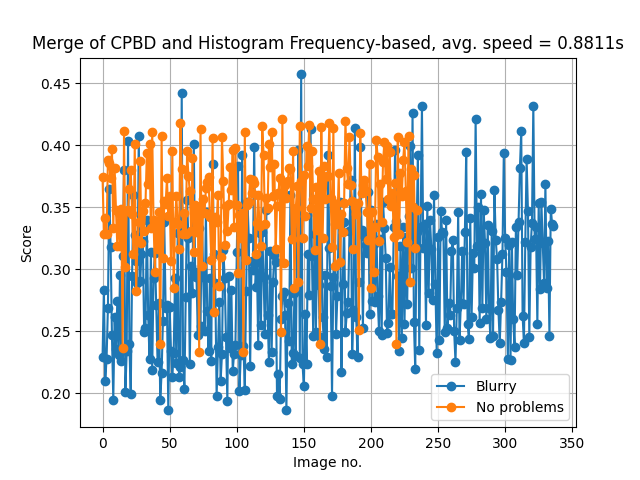 Merge of CPBD and Histogram Frequency-based, avg. speed = 0.8811s
0.45
0.40
0.35
0.30
0.25
0.20
Score
0 50 100 150 200 250 300 350
Image no.
Blurry
No problems